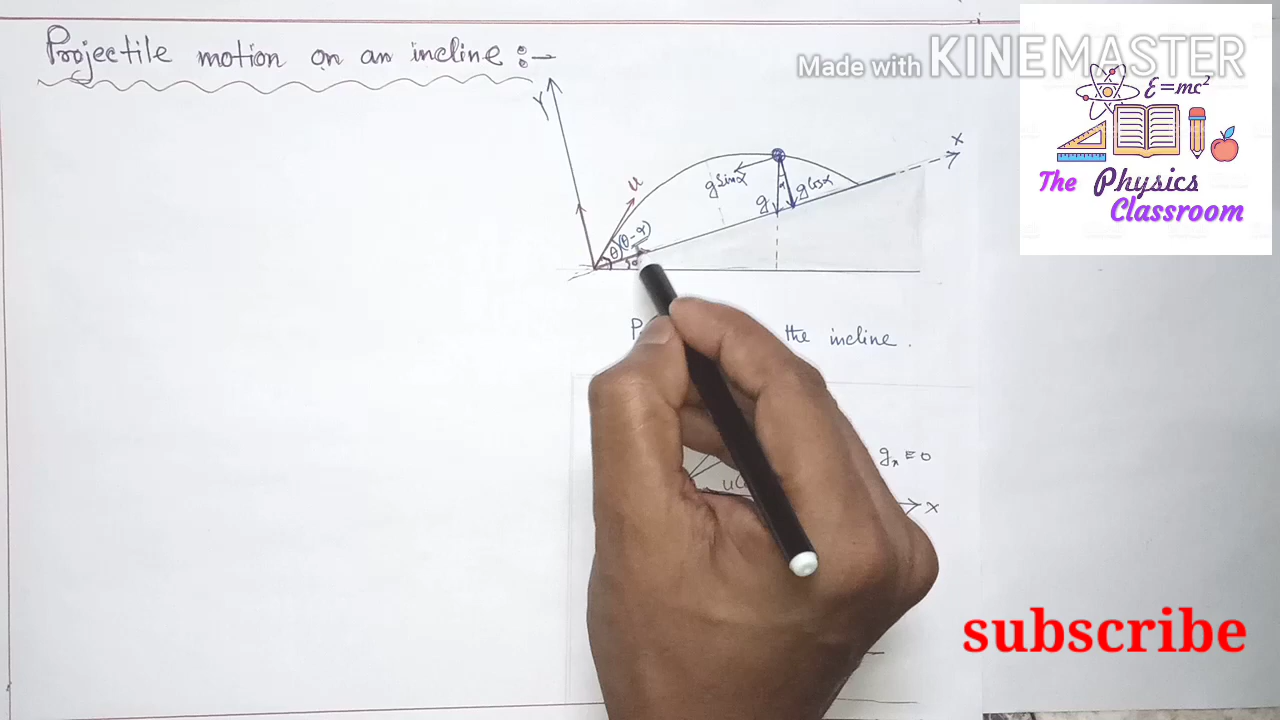 Projectile motion on an incline :-
Made with KINEMASTER
E=mc²
The Physics
Classroom
Y
X
u
g sinα
g
α
g cosα
θ
(θ-α)
the incline.
gx = 0
X
subscribe